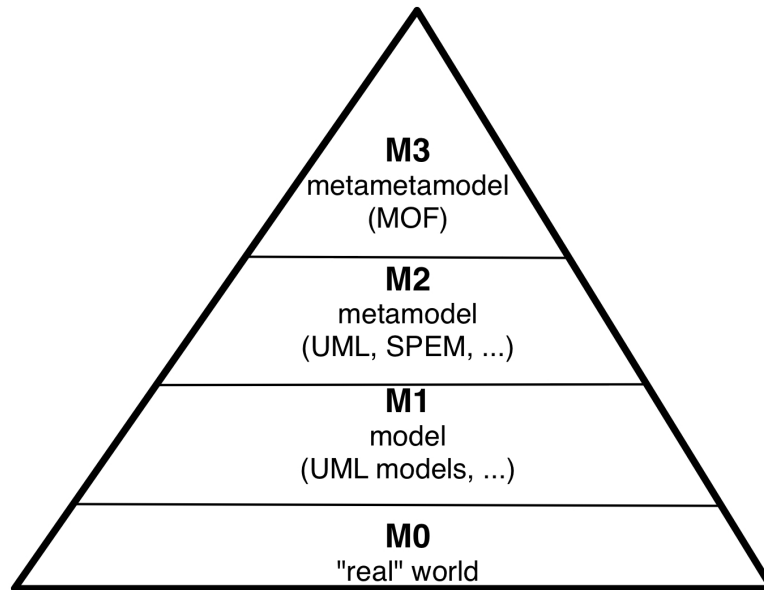 M3
metametamodel
(MOF)
M2
metamodel
(UML, SPEM, ...)
M1
model
(UML models, ...)
M0
"real" world